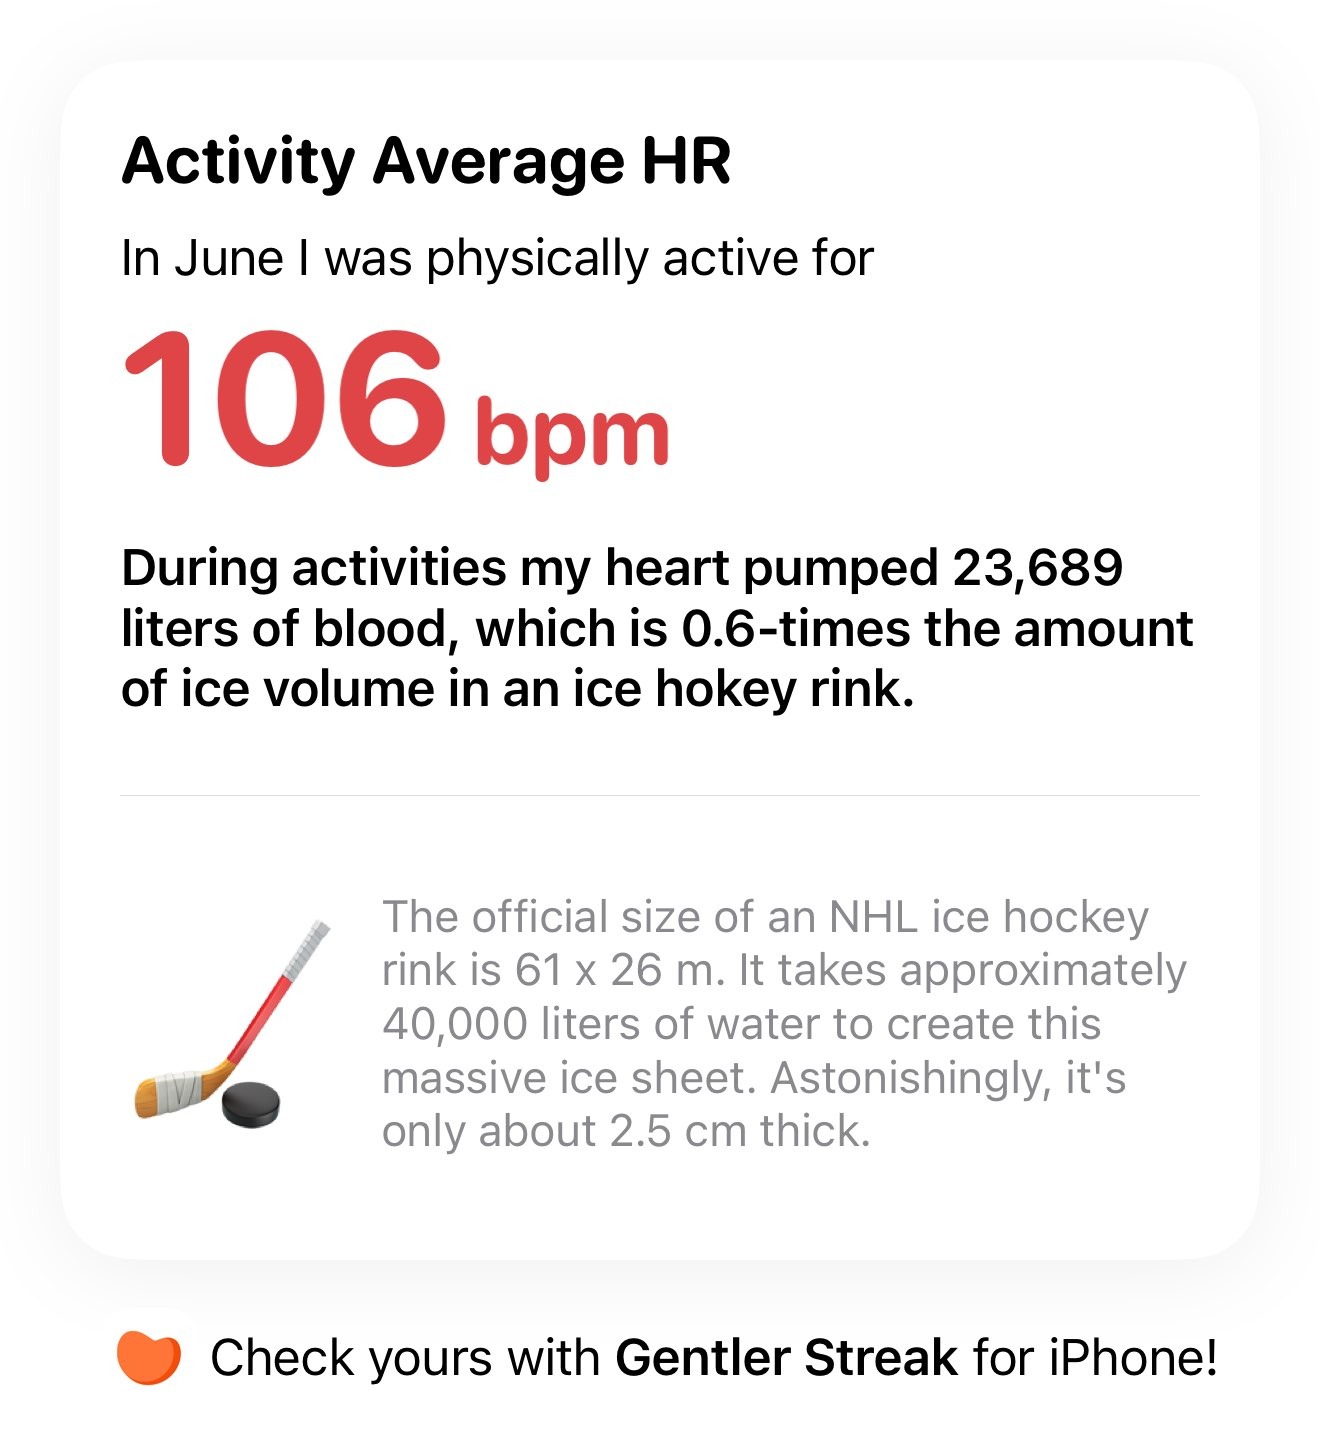 Activity Average HR
In June I was physically active for
106 bpm
During activities my heart pumped 23,689
liters of blood, which is 0.6-times the amount
of ice volume in an ice hokey rink.
The official size of an NHL ice hockey
rink is 61 x 26 m. It takes approximately
40,000 liters of water to create this
massive ice sheet. Astonishingly, it's
only about 2.5 cm thick.
Check yours with Gentler Streak for iPhone!